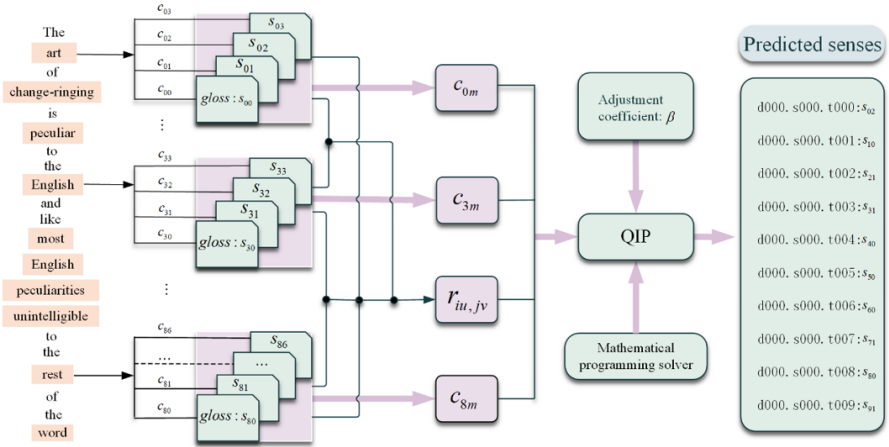 The
art
of
change-ringing
is
peculiar
to
the
English
and
like
most
English
peculiarities
unintelligible
to
the
rest
of
the
word
c03
c02
c01
c00
s03
s02
s01
gloss : s00
⋮
c33
c32
c31
c30
s33
s32
s31
gloss: s30
⋮
c86
...
c81
c80
s86
...
s81
gloss: s80
c0m
c3m
riu, jv
c8m
Adjustment
coefficient: β
QIP
Mathematical
programming solver
Predicted senses
d000. s000. t000: s02
d000. s000. t001: s10
d000. s000. t002: s21
d000. s000. t003: s31
d000. s000. t004: s40
d000. s000. t005: s50
d000. s000. t006: s60
d000. s000. t007: s71
d000. s000. t008: s80
d000. s000. t009: s91